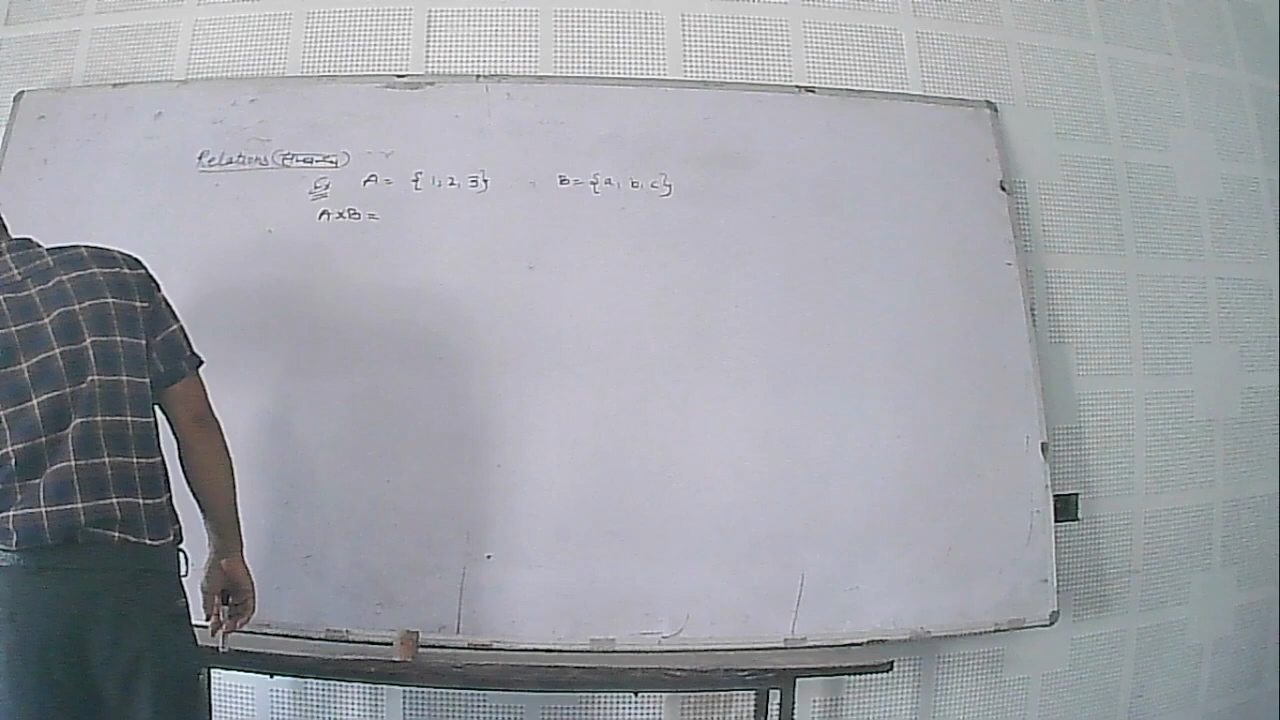 Relations
Eg A = {1, 2, 3} B = {a, b, c}
A×B =